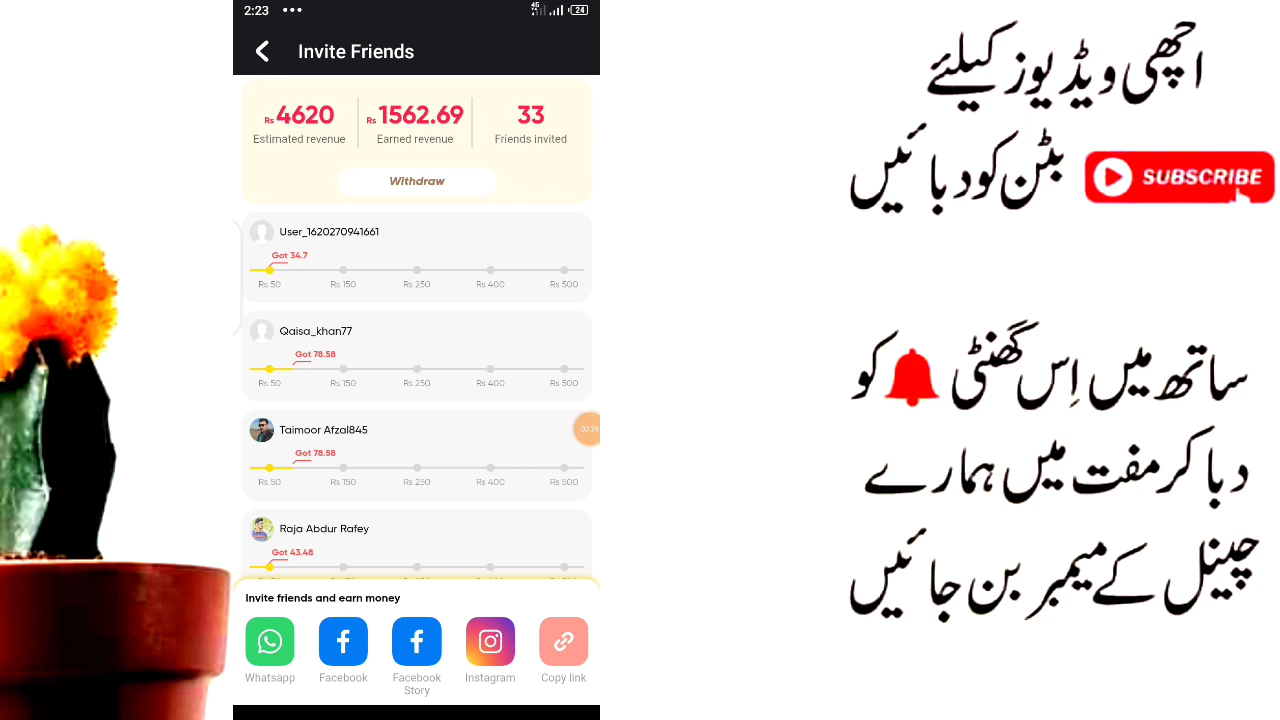 2:23
4G
24
Invite Friends
Rs 4620
Estimated revenue
Rs 1562.69
Earned revenue
33
Friends invited
Withdraw
User_1620270941661
Got 34.7
Rs 50 Rs 150 Rs 250 Rs 400 Rs 500
Qaisa_khan77
Got 78.58
Rs 50 Rs 150 Rs 250 Rs 400 Rs 500
Taimoor Afzal845
02:39
Got 78.58
Rs 50 Rs 150 Rs 250 Rs 400 Rs 500
Raja Abdur Rafey
Got 43.48
Invite friends and earn money
Whatsapp
Facebook
Facebook
Story
Instagram
Copy link
اچھی ویڈیوز کیلئے
SUBSCRIBE بٹن کو دبائیں
ساتھ میں اِس گھنٹی کو
دبا کر مفت میں ہمارے
چینل کے میمبر بن جائیں